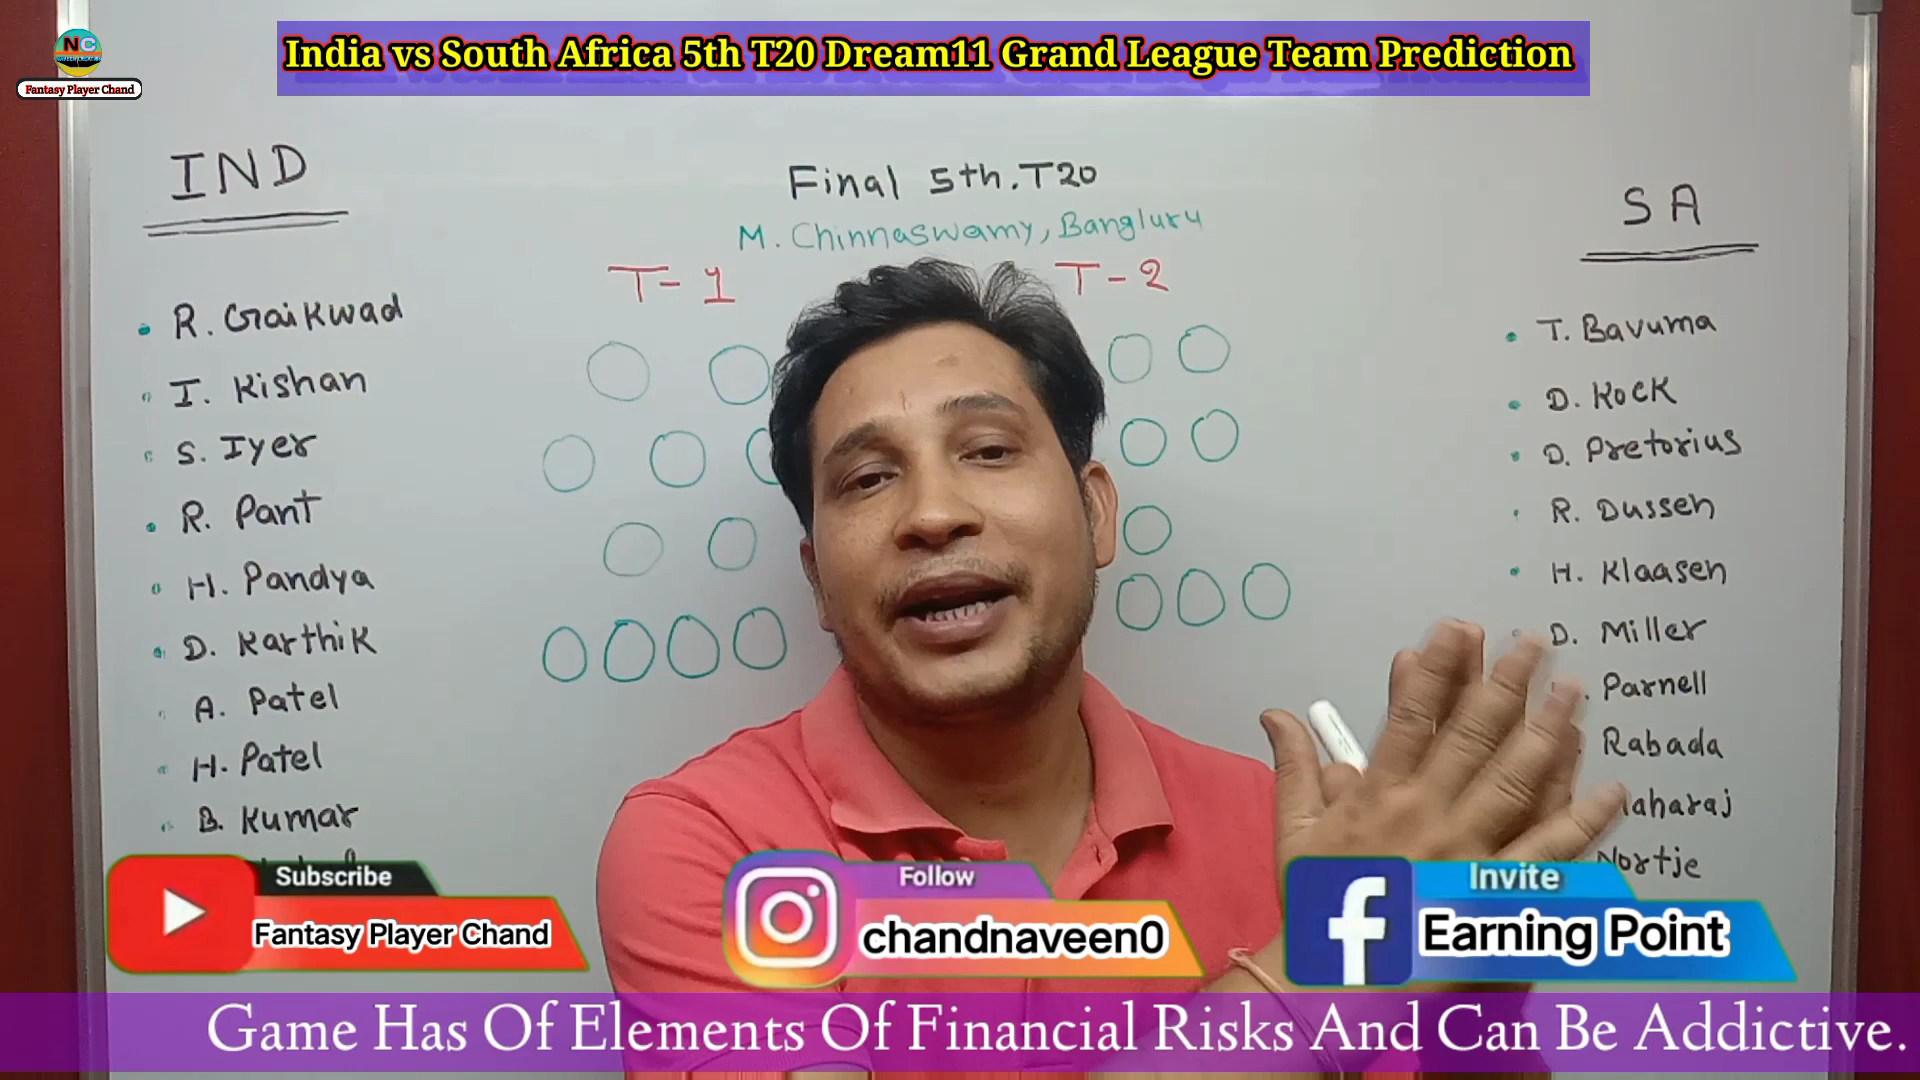 NC
Fantasy Player Chand
India vs South Africa 5th T20 Dream11 Grand League Team Prediction
IND
Final 5th.T20
M. Chinnaswamy, Bangluru
T-1
T-2
SA
R. Gaikwad
I. Kishan
S. Iyer
R. Pant
H. Pandya
D. Karthik
A. Patel
H. Patel
B. Kumar
T. Bavuma
D. Kock
D. Pretorius
R. Dussen
H. Klaasen
D. Miller
Parnell
Rabada
aharaj
Nortje
Subscribe
Fantasy Player Chand
Follow
chandnaveen0
Invite
Earning Point
Game Has Of Elements Of Financial Risks And Can Be Addictive.